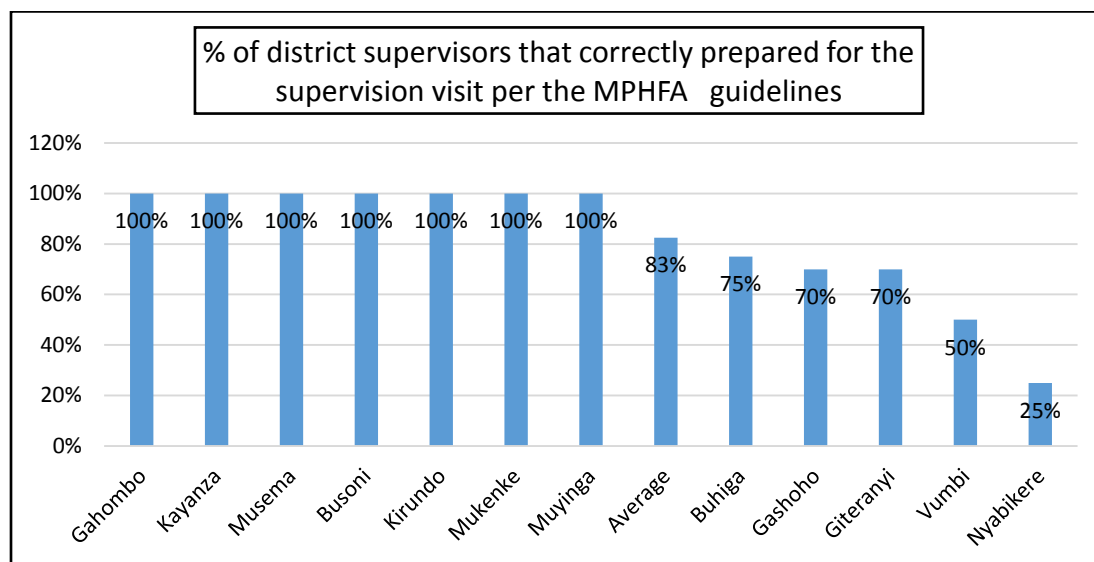 % of district supervisors that correctly prepared for the
supervision visit per the MPHFA guidelines
120%
100%
80%
60%
40%
20%
0%
100%
100%
100%
100%
100%
100%
100%
83%
75%
70%
70%
50%
25%
Gahombo
Kayanza
Musema
Busoni
Kirundo
Mukenke
Muyinga
Average
Buhiga
Gashoho
Giteranyi
Vumbi
Nyabikere